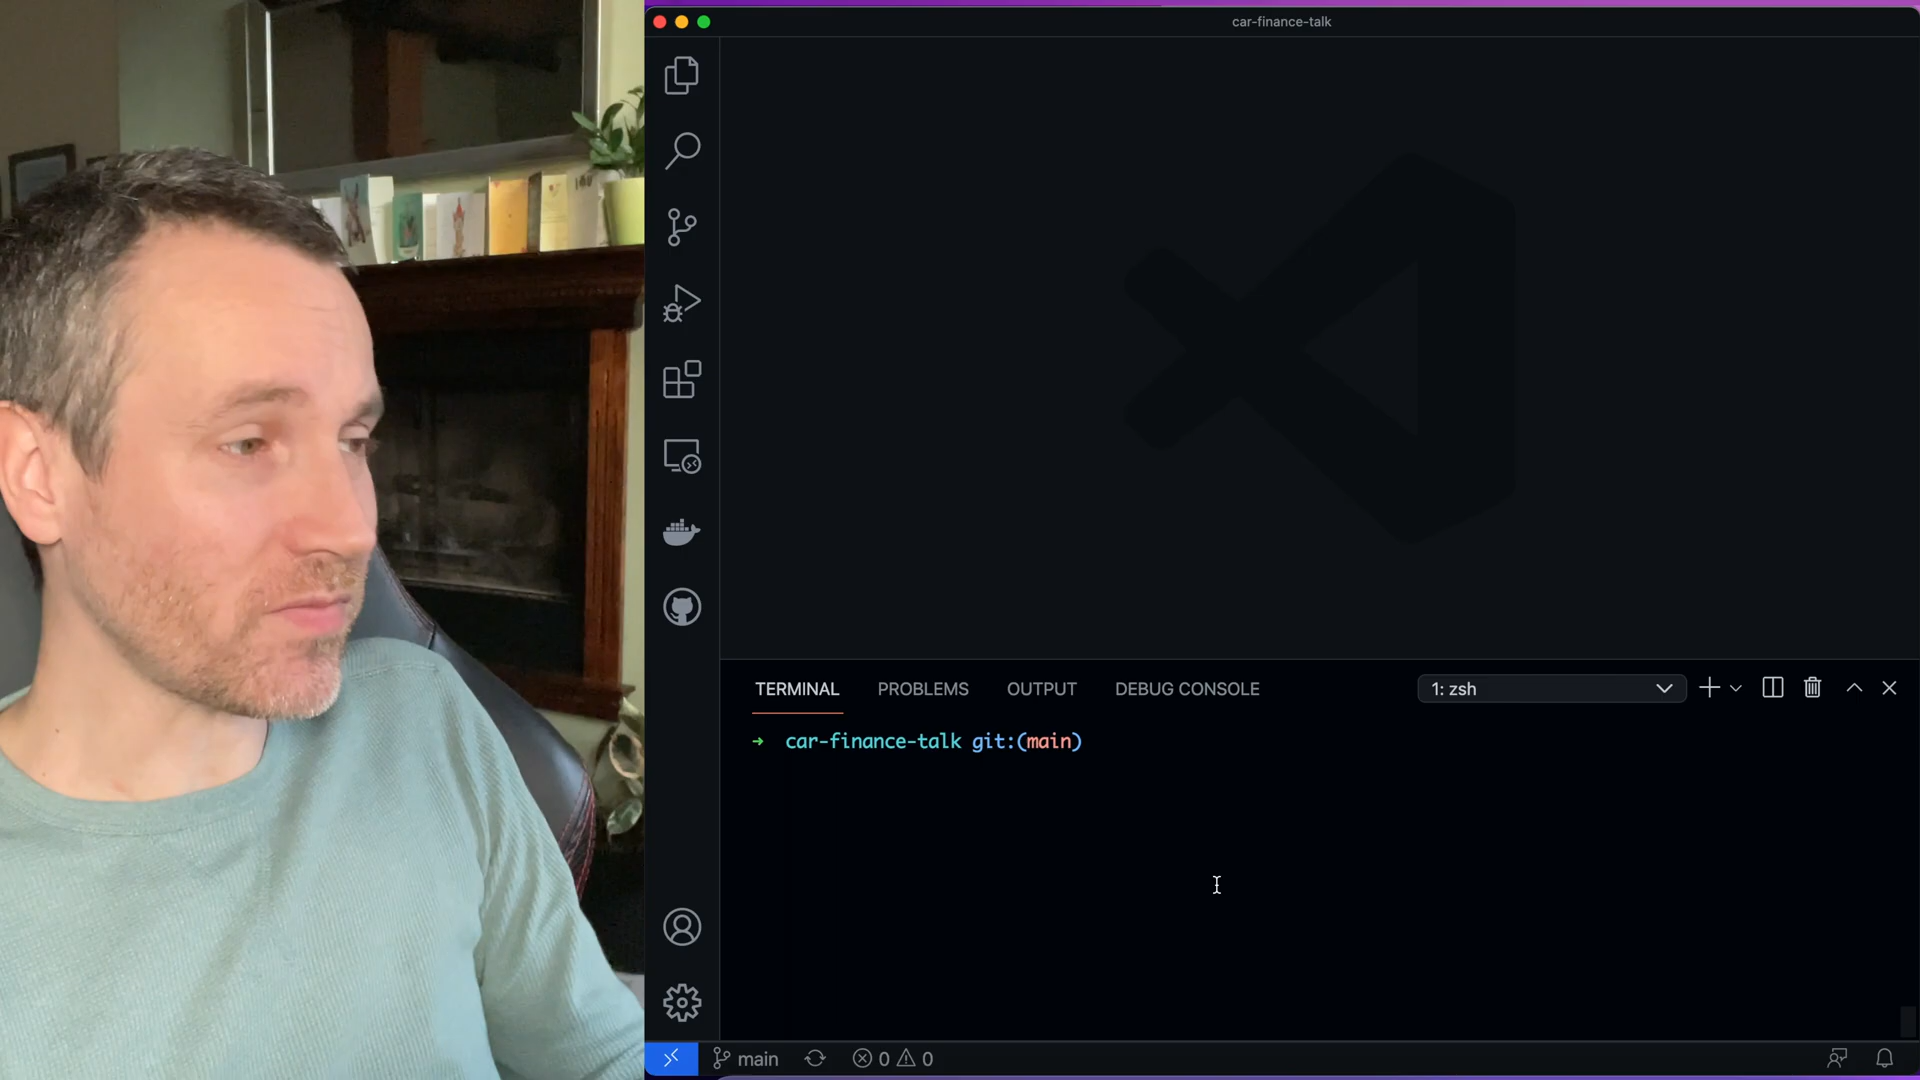 car-finance-talk
TERMINAL PROBLEMS OUTPUT DEBUG CONSOLE 1: zsh
➜ car-finance-talk git:(main)
main 0 0